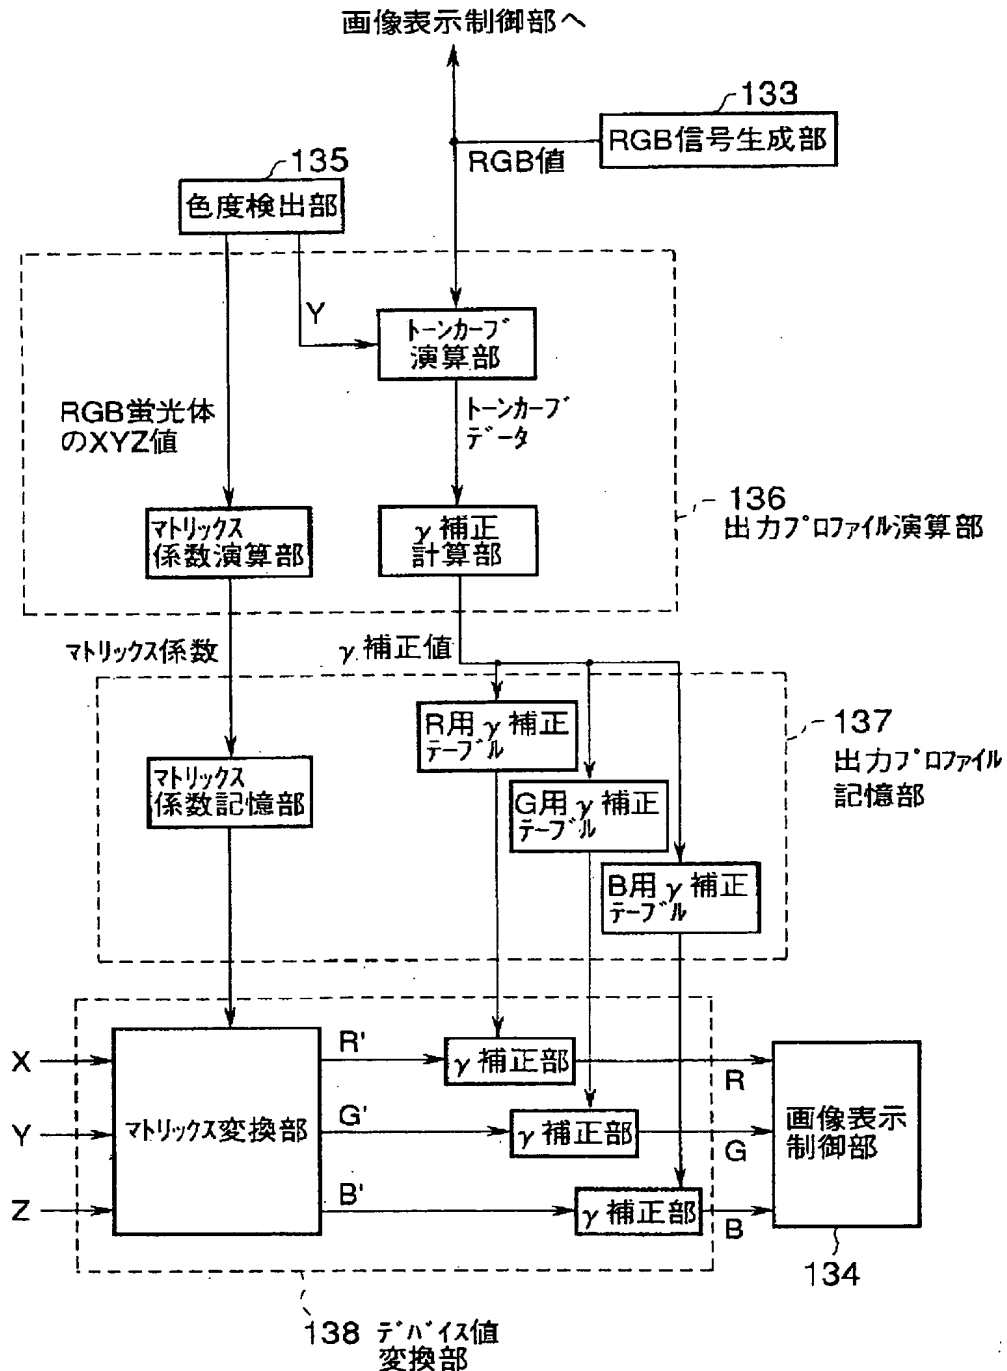 画像表示制御部へ
133
RGB信号生成部
RGB値
135
色度検出部
Y
トーンカーブ
演算部
RGB蛍光体
のXYZ値
トーンカーブ
データ
136
出力プロファイル演算部
マトリックス
係数演算部
γ補正
計算部
マトリックス係数
γ補正値
137
出力プロファイル
記憶部
R用γ補正
テーブル
マトリックス
係数記憶部
G用γ補正
テーブル
B用γ補正
テーブル
X
Y
Z
マトリックス変換部
R'
G'
B'
γ補正部
γ補正部
γ補正部
R
G
B
画像表示
制御部
134
138 デバイス値
変換部